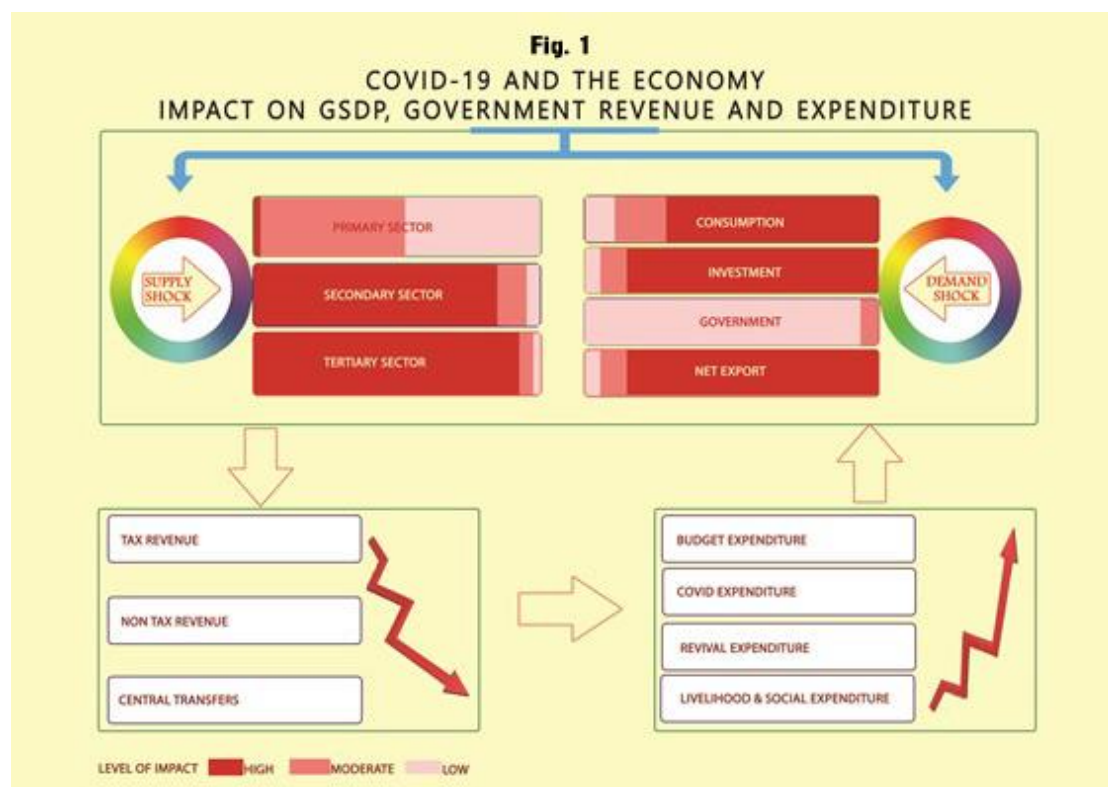 Fig. 1
COVID-19 AND THE ECONOMY
IMPACT ON GSDP, GOVERNMENT REVENUE AND EXPENDITURE
SUPPLY
SHOCK
PRIMARY SECTOR
SECONDARY SECTOR
TERTIARY SECTOR
CONSUMPTION
INVESTMENT
GOVERNMENT
NET EXPORT
DEMAND
SHOCK
TAX REVENUE
NON TAX REVENUE
CENTRAL TRANSFERS
BUDGET EXPENDITURE
COVID EXPENDITURE
REVIVAL EXPENDITURE
LIVELIHOOD & SOCIAL EXPENDITURE
LEVEL OF IMPACT HIGH MODERATE LOW